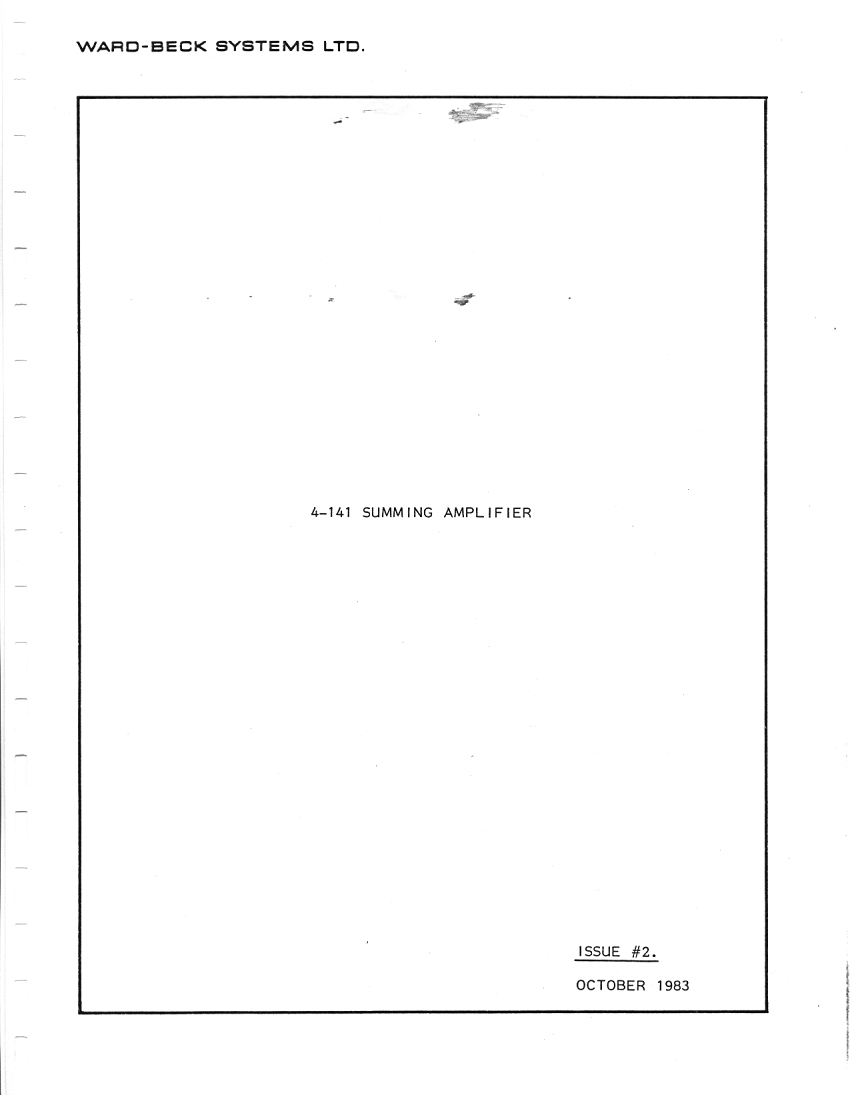 WARD-BECK SYSTEMS LTD.
4-141 SUMMING AMPLIFIER
ISSUE #2.
OCTOBER 1983